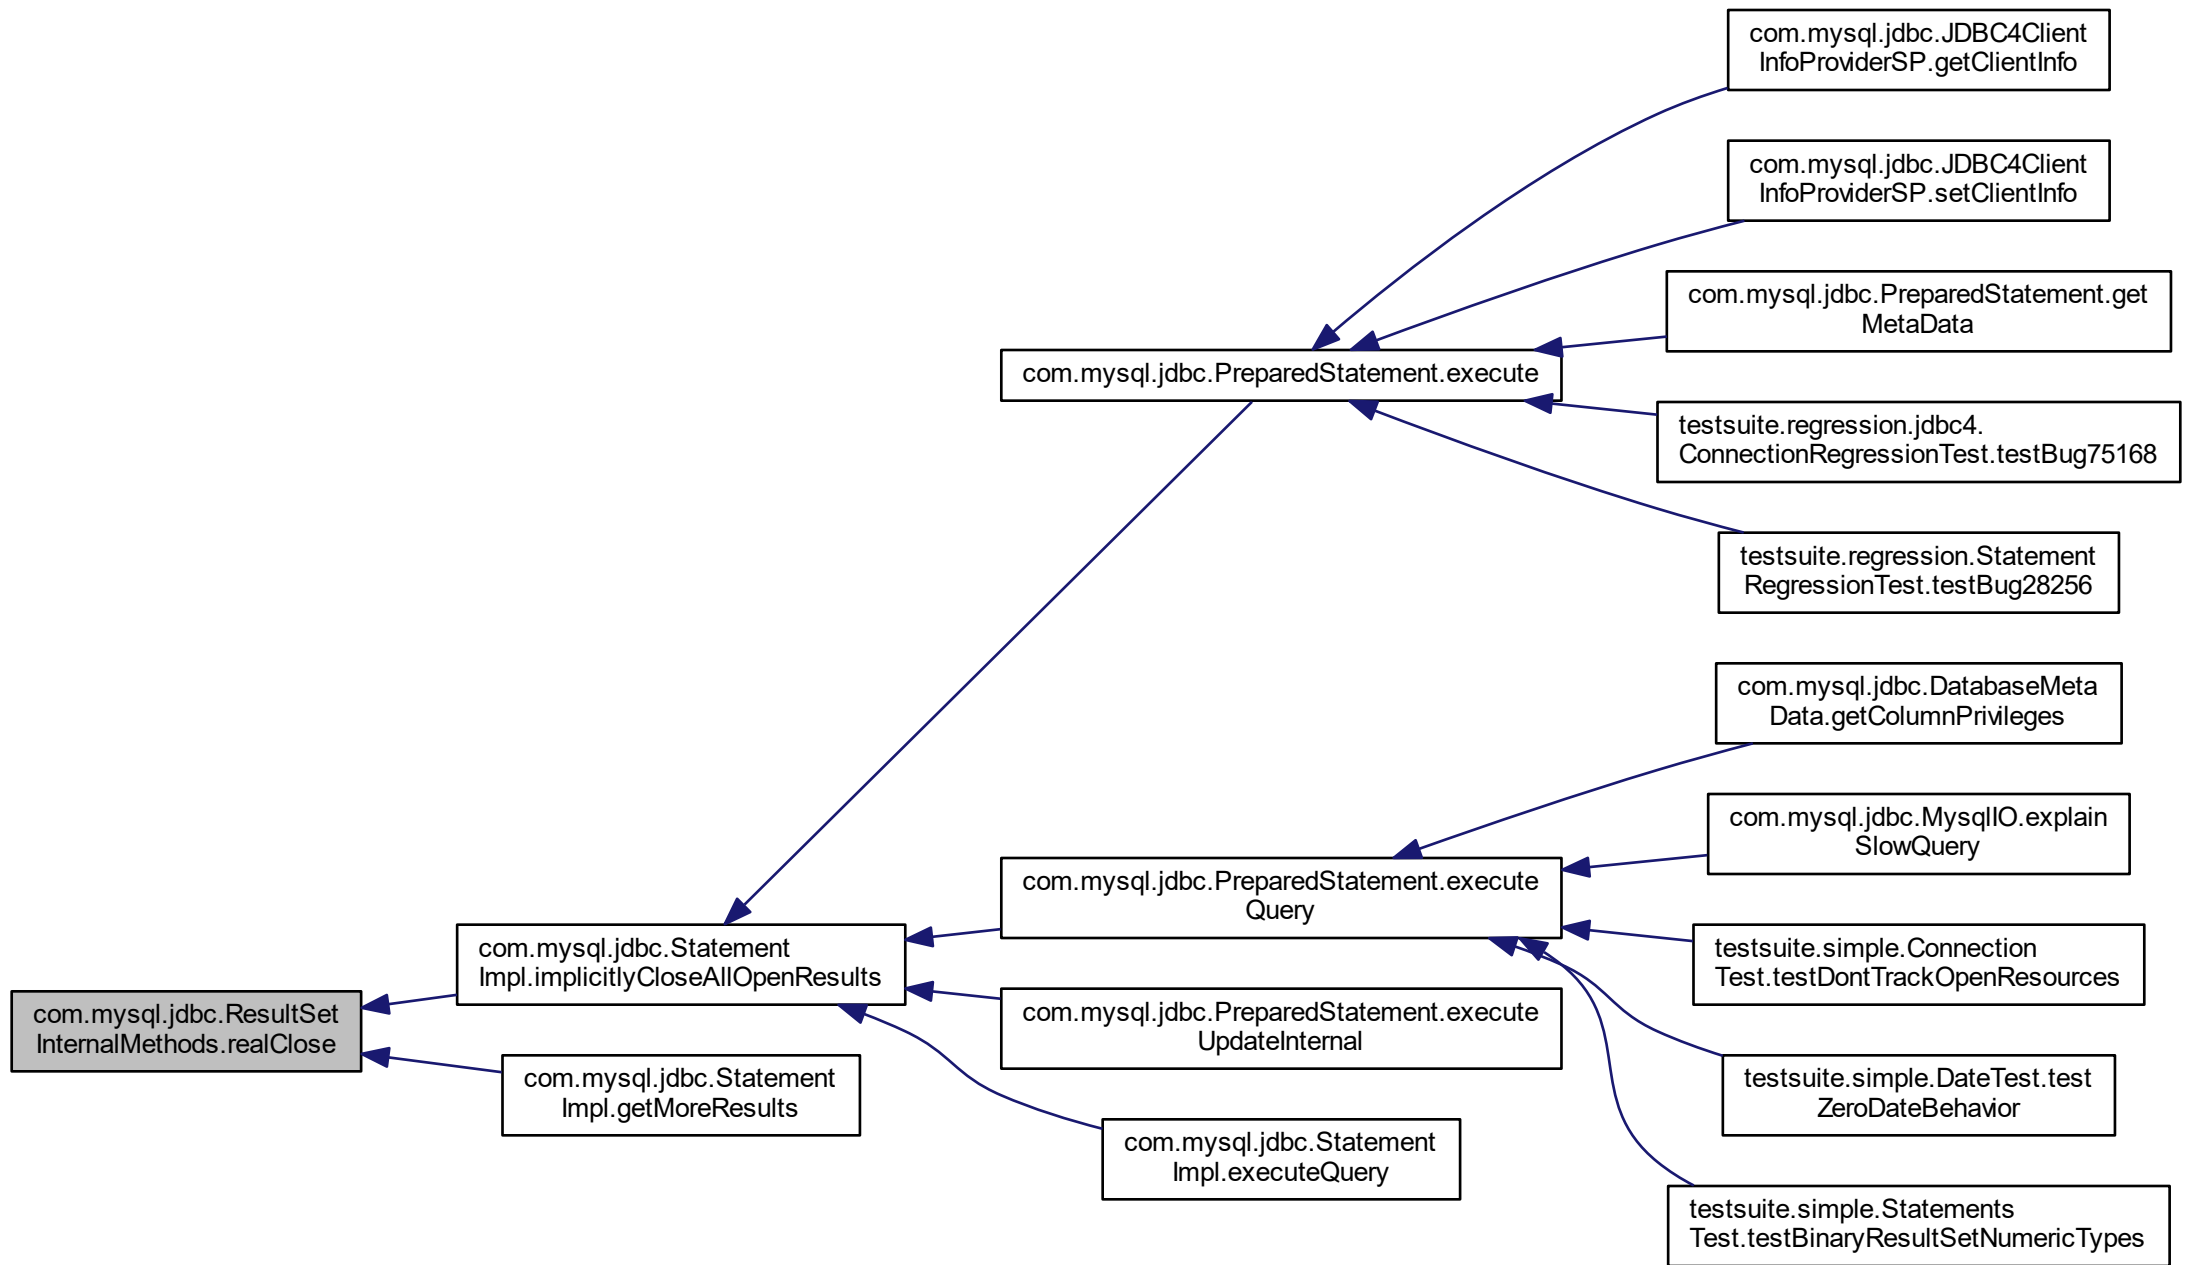 com.mysql.jdbc.JDBC4Client
InfoProviderSP.getClientInfo
com.mysql.jdbc.JDBC4Client
InfoProviderSP.setClientInfo
com.mysql.jdbc.PreparedStatement.get
MetaData
com.mysql.jdbc.PreparedStatement.execute
testsuite.regression.jdbc4.
ConnectionRegressionTest.testBug75168
testsuite.regression.Statement
RegressionTest.testBug28256
com.mysql.jdbc.DatabaseMeta
Data.getColumnPrivileges
com.mysql.jdbc.MysqlIO.explain
SlowQuery
com.mysql.jdbc.PreparedStatement.execute
Query
com.mysql.jdbc.Statement
Impl.implicitlyCloseAllOpenResults
testsuite.simple.Connection
Test.testDontTrackOpenResources
com.mysql.jdbc.ResultSet
InternalMethods.realClose
com.mysql.jdbc.PreparedStatement.execute
UpdateInternal
com.mysql.jdbc.Statement
Impl.getMoreResults
testsuite.simple.DateTest.test
ZeroDateBehavior
com.mysql.jdbc.Statement
Impl.executeQuery
testsuite.simple.Statements
Test.testBinaryResultSetNumericTypes